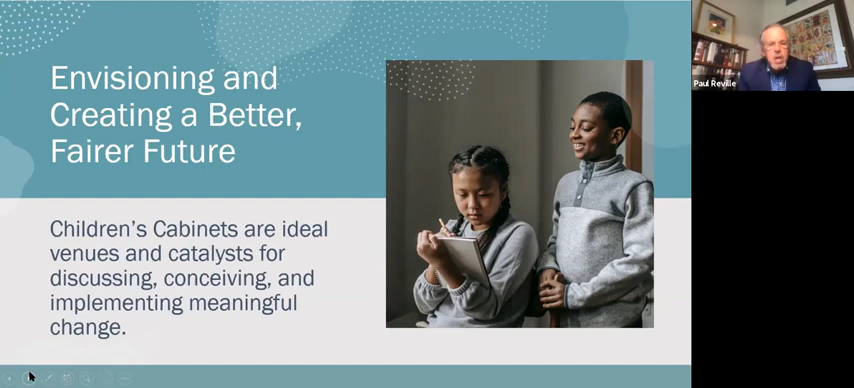 Envisioning and
Creating a Better,
Fairer Future
Children's Cabinets are ideal
venues and catalysts for
discussing, conceiving, and
implementing meaningful
change.
Paul Reville